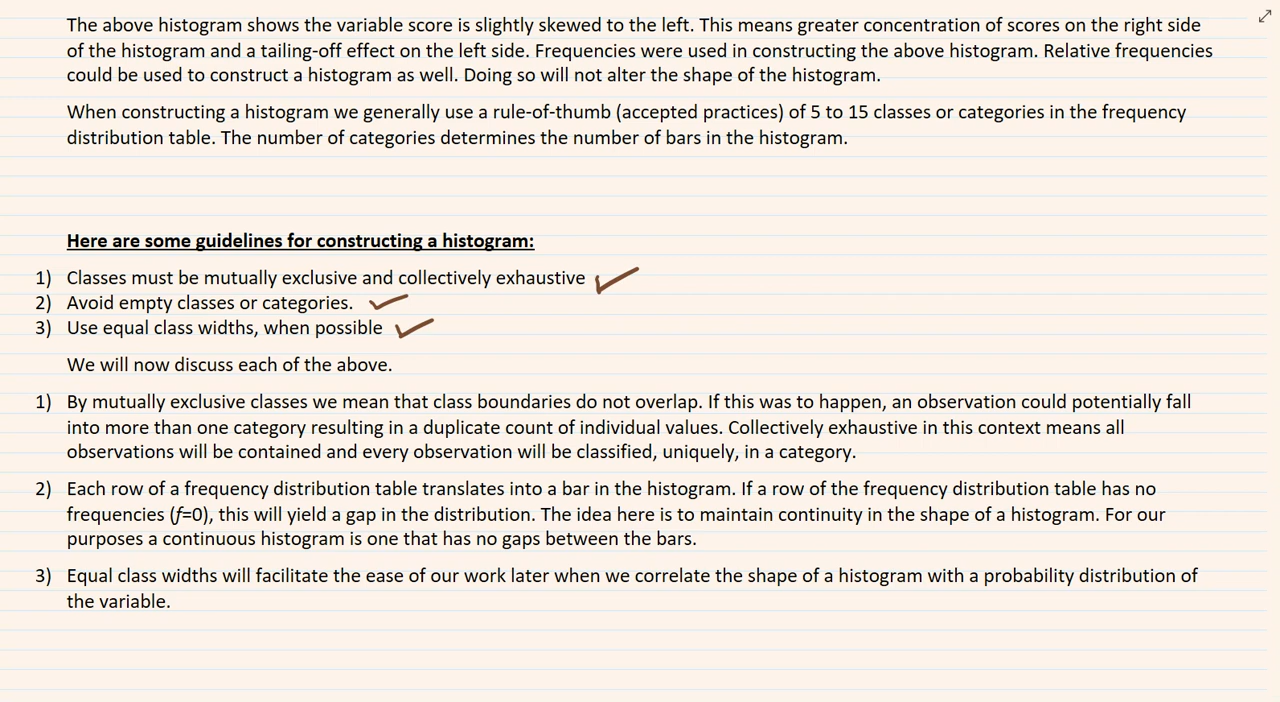 The above histogram shows the variable score is slightly skewed to the left. This means greater concentration of scores on the right side
of the histogram and a tailing-off effect on the left side. Frequencies were used in constructing the above histogram. Relative frequencies
could be used to construct a histogram as well. Doing so will not alter the shape of the histogram.
When constructing a histogram we generally use a rule-of-thumb (accepted practices) of 5 to 15 classes or categories in the frequency
distribution table. The number of categories determines the number of bars in the histogram.
Here are some guidelines for constructing a histogram:
1) Classes must be mutually exclusive and collectively exhaustive
2) Avoid empty classes or categories.
3) Use equal class widths, when possible
We will now discuss each of the above.
1) By mutually exclusive classes we mean that class boundaries do not overlap. If this was to happen, an observation could potentially fall
into more than one category resulting in a duplicate count of individual values. Collectively exhaustive in this context means all
observations will be contained and every observation will be classified, uniquely, in a category.
2) Each row of a frequency distribution table translates into a bar in the histogram. If a row of the frequency distribution table has no
frequencies (f=0), this will yield a gap in the distribution. The idea here is to maintain continuity in the shape of a histogram. For our
purposes a continuous histogram is one that has no gaps between the bars.
3) Equal class widths will facilitate the ease of our work later when we correlate the shape of a histogram with a probability distribution of
the variable.